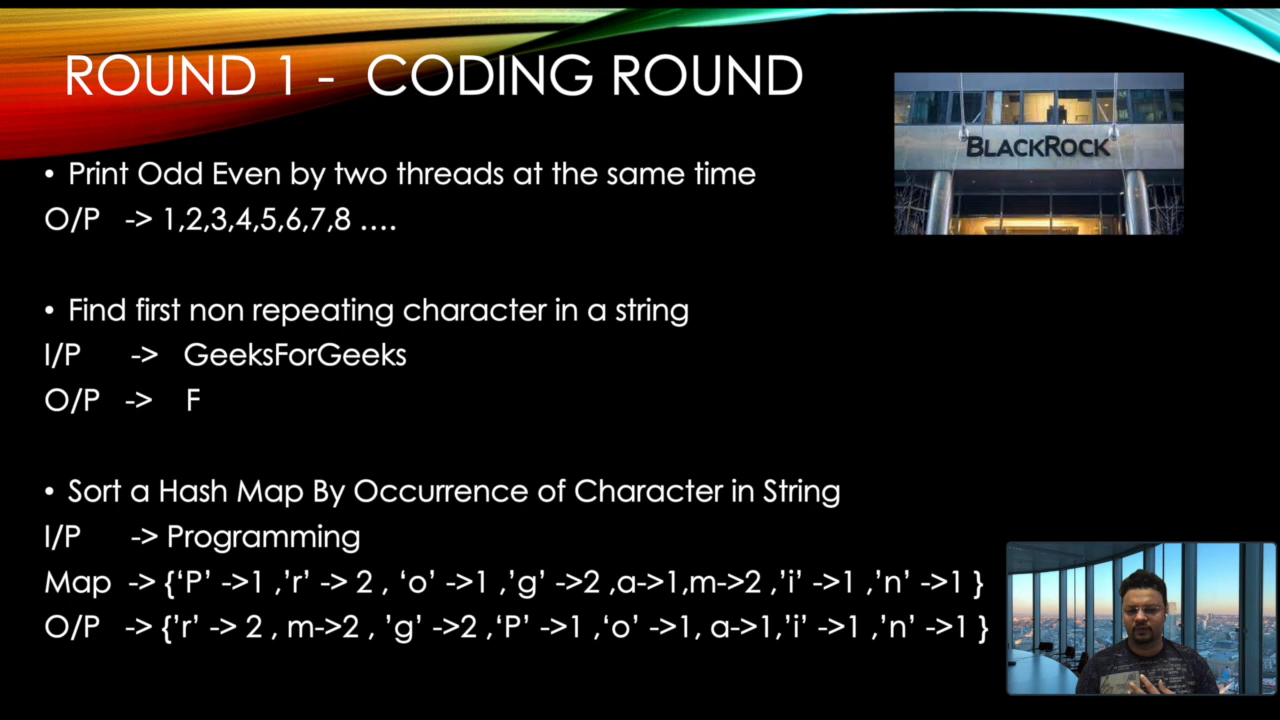 ROUND 1 - CODING ROUND
BLACKROCK
• Print Odd Even by two threads at the same time
O/P -> 1,2,3,4,5,6,7,8 ....
• Find first non repeating character in a string
I/P -> GeeksForGeeks
O/P -> F
• Sort a Hash Map By Occurrence of Character in String
I/P -> Programming
Map -> {‘P’ ->1 ,’r’ -> 2 , ‘o’ ->1 ,’g’ ->2 ,a->1,m->2 ,’i’ ->1 ,’n’ ->1 }
O/P -> {’r’ -> 2 , m->2 , ’g’ ->2 ,‘P’ ->1 ,‘o’ ->1, a->1,’i’ ->1 ,’n’ ->1 }